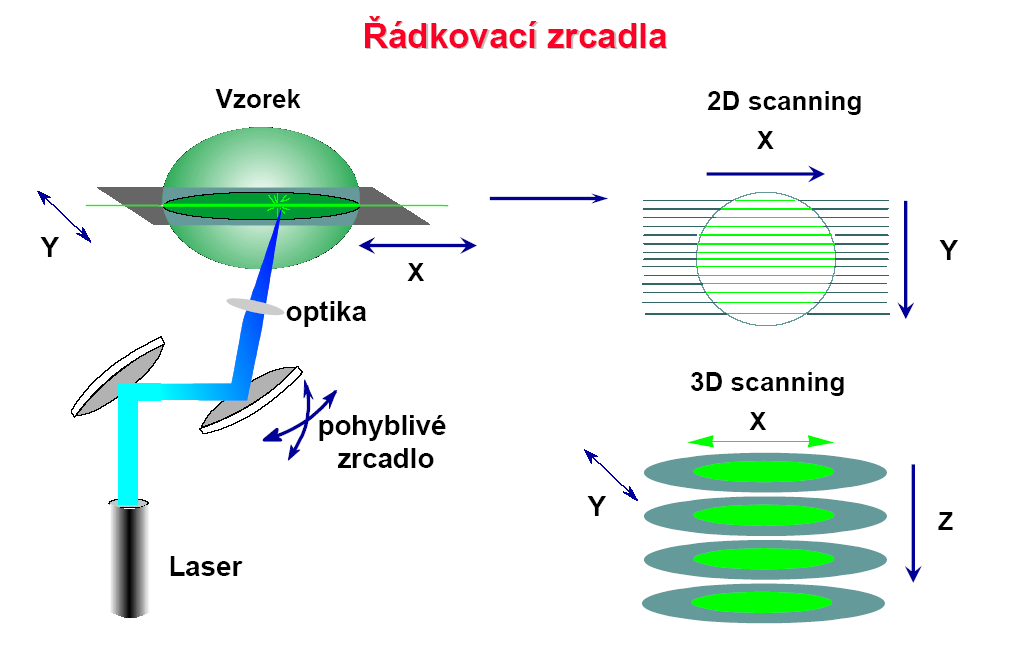 Řádkovací zrcadla
Vzorek
Y
X
optika
pohyblivé
zrcadlo
Laser
2D scanning
X
Y
3D scanning
X
Y
Z